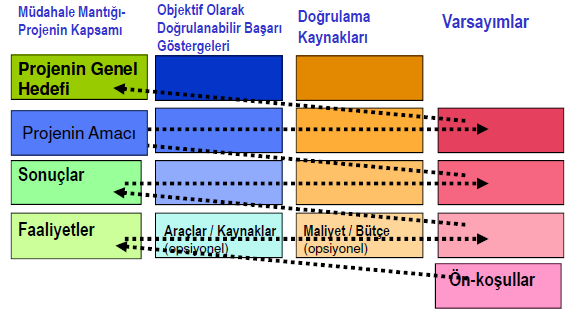 Müdahale Mantığı-
Projenin Kapsamı
Objektif Olarak
Doğrulanabilir Başarı
Göstergeleri
Doğrulama
Kaynakları
Varsayımlar
Projenin Genel
Hedefi
Projenin Amacı
Sonuçlar
Faaliyetler
Araçlar / Kaynaklar
(opsiyonel)
Maliyet / Bütçe
(opsiyonel)
Ön-koşullar